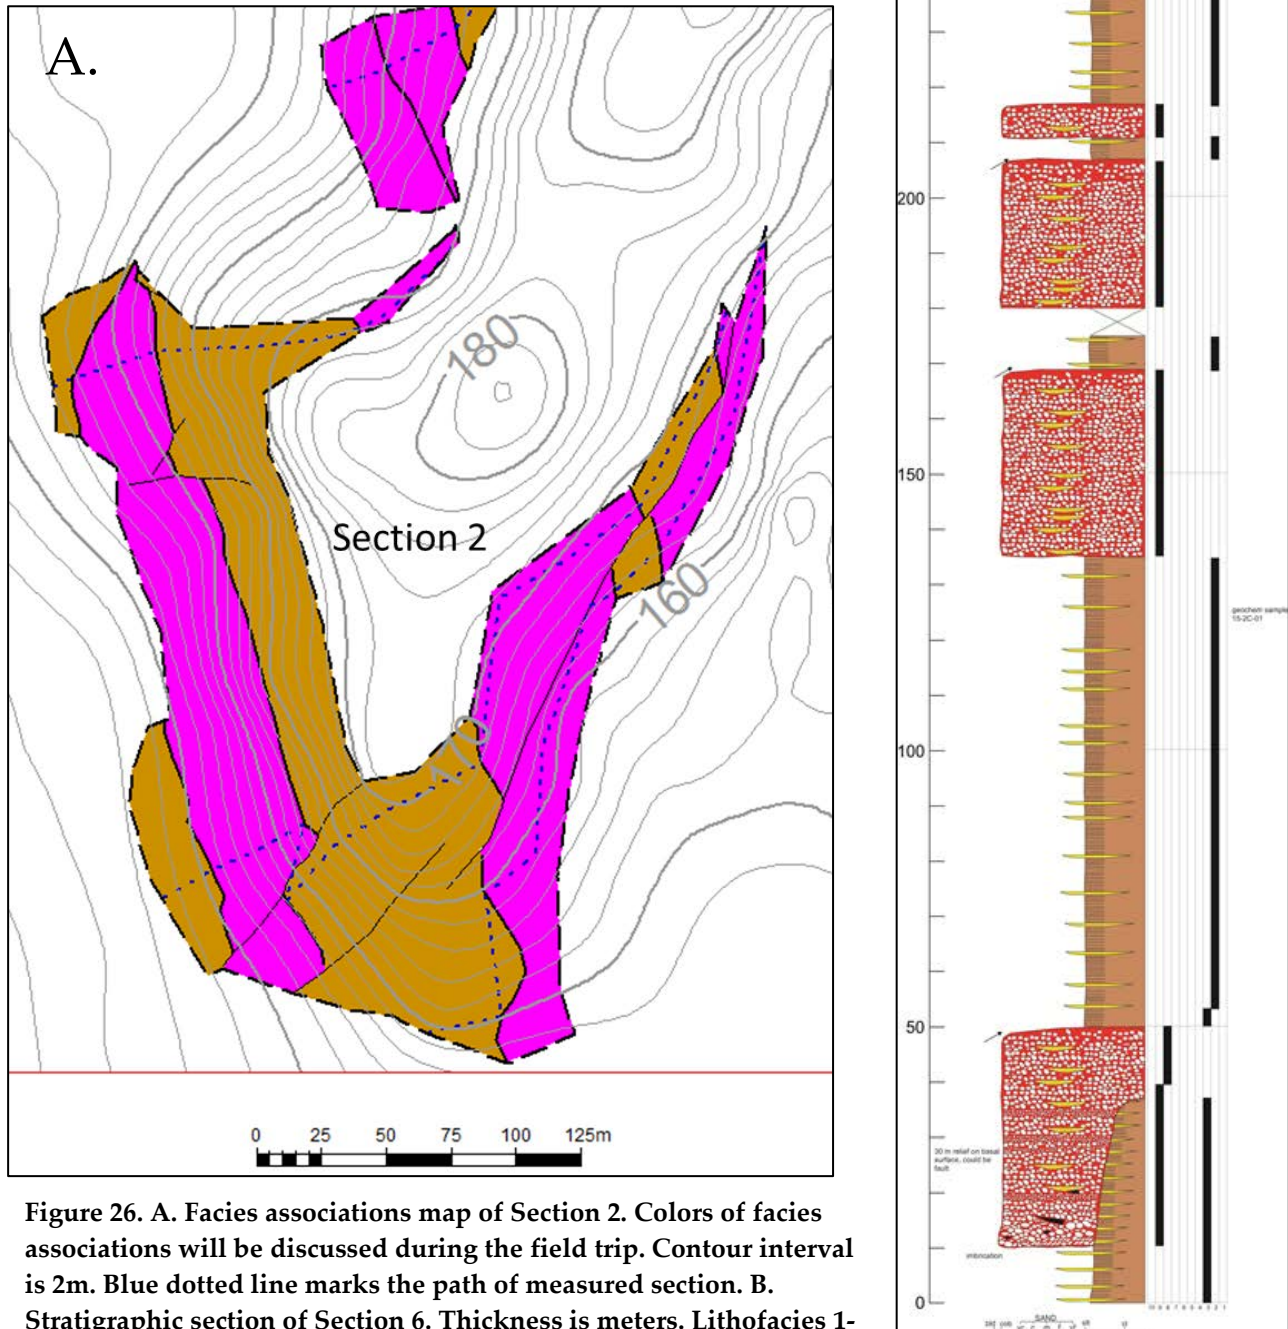 A.
180
Section 2
160
170
0 25 50 75 100 125m
Figure 26. A. Facies associations map of Section 2. Colors of facies
associations will be discussed during the field trip. Contour interval
is 2m. Blue dotted line marks the path of measured section. B.
Stratigraphic section of Section 6. Thickness is meters. Lithofacies 1-
200
150
geochem sample
15-2C-01
100
50
30 m relief on basal
surface, could be
fault
imbrication
0
SAND